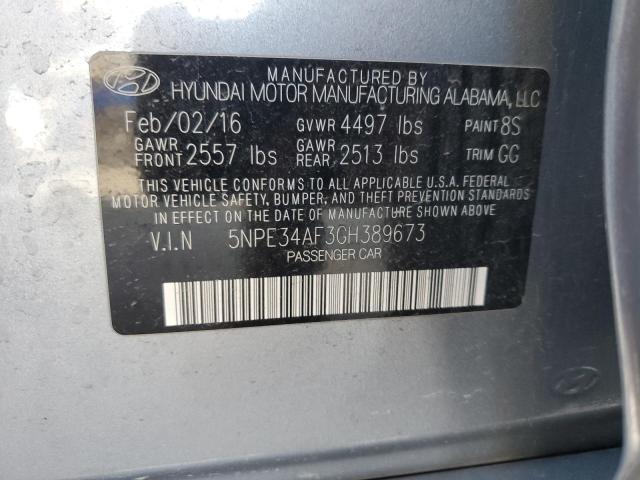 MANUFACTURED BY
HYUNDAI MOTOR MANUFACTURING ALABAMA, LLC
Feb/02/16 GVWR 4497 lbs PAINT 8S
GAWR FRONT 2557 lbs GAWR REAR 2513 lbs TRIM GG
THIS VEHICLE CONFORMS TO ALL APPLICABLE U.S.A. FEDERAL
MOTOR VEHICLE SAFETY, BUMPER, AND THEFT PREVENTION STANDARDS
IN EFFECT ON THE DATE OF MANUFACTURE SHOWN ABOVE
V.I.N 5NPE34AF3GH389673
PASSENGER CAR